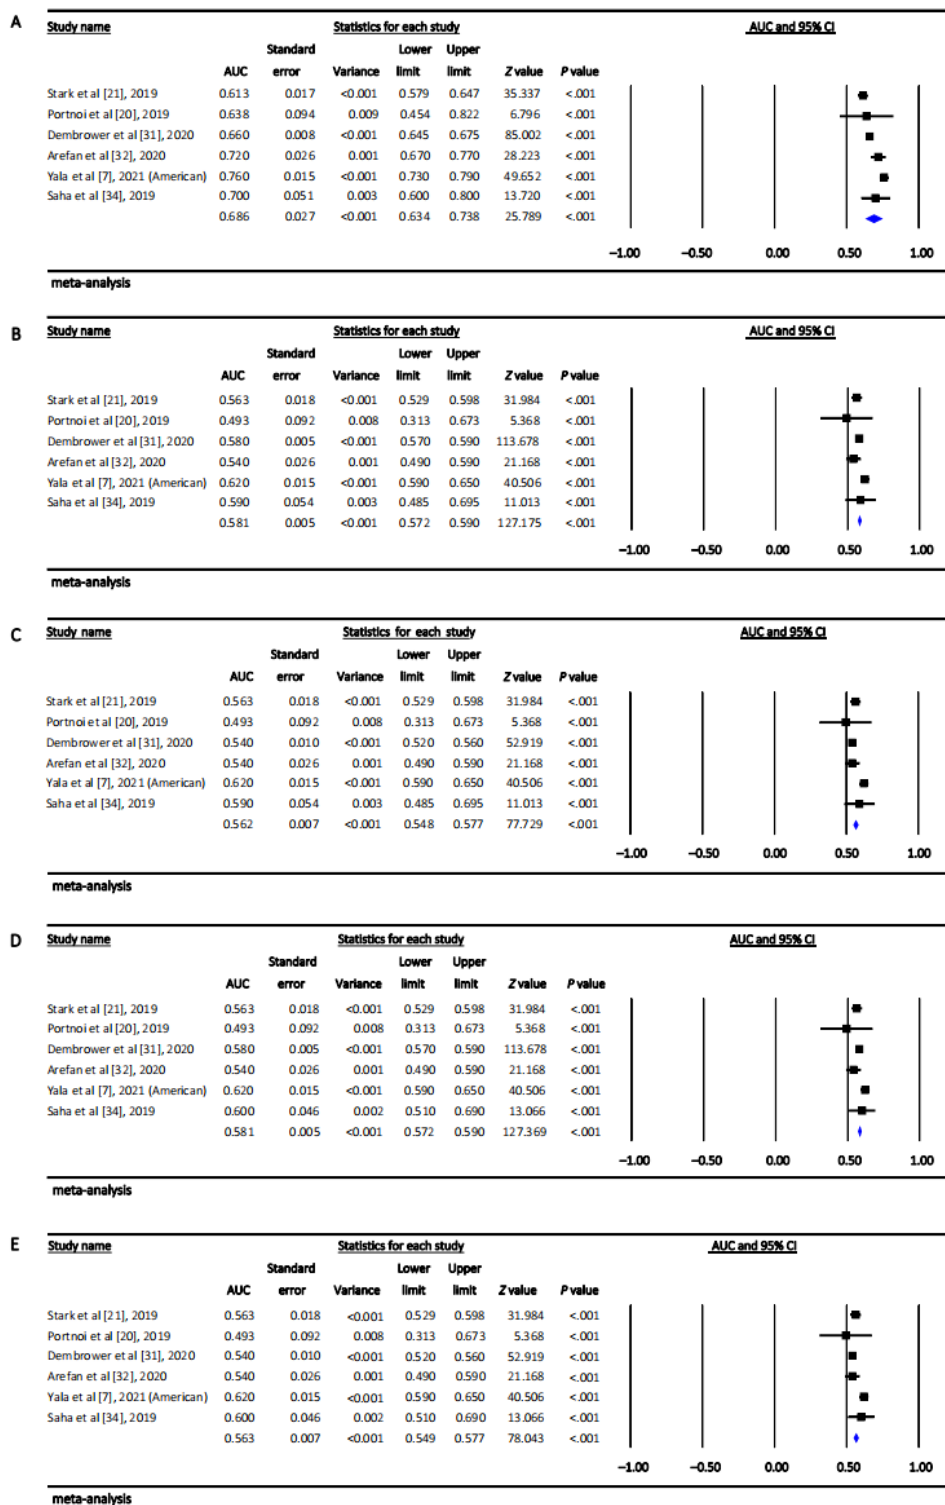 A Study name Statistics for each study AUC and 95% CI
Standard Lower Upper
AUC error Variance limit limit Z value P value
Stark et al [21], 2019 0.613 0.017 <0.001 0.579 0.647 35.337 <.001
Portnoi et al [20], 2019 0.638 0.094 0.009 0.454 0.822 6.796 <.001
Dembrower et al [31], 2020 0.660 0.008 <0.001 0.645 0.675 85.002 <.001
Arefan et al [32], 2020 0.720 0.026 0.001 0.670 0.770 28.223 <.001
Yala et al [7], 2021 (American) 0.760 0.015 <0.001 0.730 0.790 49.652 <.001
Saha et al [34], 2019 0.700 0.051 0.003 0.600 0.800 13.720 <.001
0.686 0.027 <0.001 0.634 0.738 25.789 <.001
−1.00 −0.50 0.00 0.50 1.00
meta-analysis
B Study name Statistics for each study AUC and 95% CI
Standard Lower Upper
AUC error Variance limit limit Z value P value
Stark et al [21], 2019 0.563 0.018 <0.001 0.529 0.598 31.984 <.001
Portnoi et al [20], 2019 0.493 0.092 0.008 0.313 0.673 5.368 <.001
Dembrower et al [31], 2020 0.580 0.005 <0.001 0.570 0.590 113.678 <.001
Arefan et al [32], 2020 0.540 0.026 0.001 0.490 0.590 21.168 <.001
Yala et al [7], 2021 (American) 0.620 0.015 <0.001 0.590 0.650 40.506 <.001
Saha et al [34], 2019 0.590 0.054 0.003 0.485 0.695 11.013 <.001
0.581 0.005 <0.001 0.572 0.590 127.175 <.001
−1.00 −0.50 0.00 0.50 1.00
meta-analysis
C Study name Statistics for each study AUC and 95% CI
Standard Lower Upper
AUC error Variance limit limit Z value P value
Stark et al [21], 2019 0.563 0.018 <0.001 0.529 0.598 31.984 <.001
Portnoi et al [20], 2019 0.493 0.092 0.008 0.313 0.673 5.368 <.001
Dembrower et al [31], 2020 0.540 0.010 <0.001 0.520 0.560 52.919 <.001
Arefan et al [32], 2020 0.540 0.026 0.001 0.490 0.590 21.168 <.001
Yala et al [7], 2021 (American) 0.620 0.015 <0.001 0.590 0.650 40.506 <.001
Saha et al [34], 2019 0.590 0.054 0.003 0.485 0.695 11.013 <.001
0.562 0.007 <0.001 0.548 0.577 77.729 <.001
−1.00 −0.50 0.00 0.50 1.00
meta-analysis
D Study name Statistics for each study AUC and 95% CI
Standard Lower Upper
AUC error Variance limit limit Z value P value
Stark et al [21], 2019 0.563 0.018 <0.001 0.529 0.598 31.984 <.001
Portnoi et al [20], 2019 0.493 0.092 0.008 0.313 0.673 5.368 <.001
Dembrower et al [31], 2020 0.580 0.005 <0.001 0.570 0.590 113.678 <.001
Arefan et al [32], 2020 0.540 0.026 0.001 0.490 0.590 21.168 <.001
Yala et al [7], 2021 (American) 0.620 0.015 <0.001 0.590 0.650 40.506 <.001
Saha et al [34], 2019 0.600 0.046 0.002 0.510 0.690 13.066 <.001
0.581 0.005 <0.001 0.572 0.590 127.369 <.001
−1.00 −0.50 0.00 0.50 1.00
meta-analysis
E Study name Statistics for each study AUC and 95% CI
Standard Lower Upper
AUC error Variance limit limit Z value P value
Stark et al [21], 2019 0.563 0.018 <0.001 0.529 0.598 31.984 <.001
Portnoi et al [20], 2019 0.493 0.092 0.008 0.313 0.673 5.368 <.001
Dembrower et al [31], 2020 0.540 0.010 <0.001 0.520 0.560 52.919 <.001
Arefan et al [32], 2020 0.540 0.026 0.001 0.490 0.590 21.168 <.001
Yala et al [7], 2021 (American) 0.620 0.015 <0.001 0.590 0.650 40.506 <.001
Saha et al [34], 2019 0.600 0.046 0.002 0.510 0.690 13.066 <.001
0.563 0.007 <0.001 0.549 0.577 78.043 <.001
−1.00 −0.50 0.00 0.50 1.00
meta-analysis